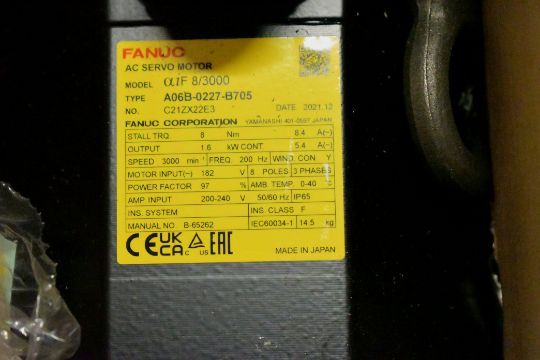 FANUC
AC SERVO MOTOR
MODEL αiF 8/3000
TYPE A06B-0227-B705
NO. C21ZX22E3 DATE 2021.12
FANUC CORPORATION YAMANASHI 401-0597 JAPAN
STALL TRQ. 8 Nm 8.4 A(~)
OUTPUT 1.6 kW CONT 5.4 A(~)
SPEED 3000 min⁻¹ FREQ. 200 Hz WIND. CON Y
MOTOR INPUT(~) 182 V 8 POLES 3 PHASES
POWER FACTOR 97 % AMB. TEMP. 0-40 °C
AMP INPUT 200-240 V 50/60 Hz IP65
INS. SYSTEM INS. CLASS F
MANUAL NO. B-65262 IEC60034-1 14.5 kg
CE UK CA C US EAC
MADE IN JAPAN